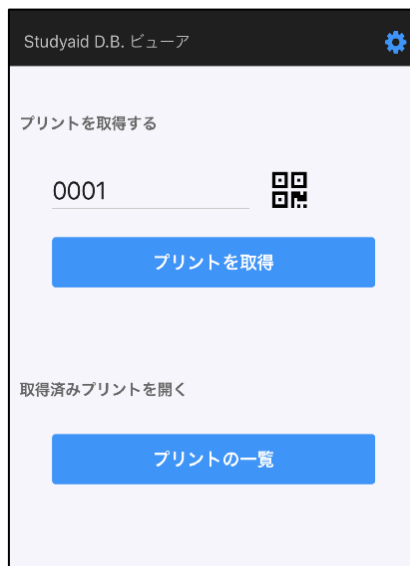 Studyaid D.B. ビューア
プリントを取得する
0001
プリントを取得
取得済みプリントを開く
プリントの一覧